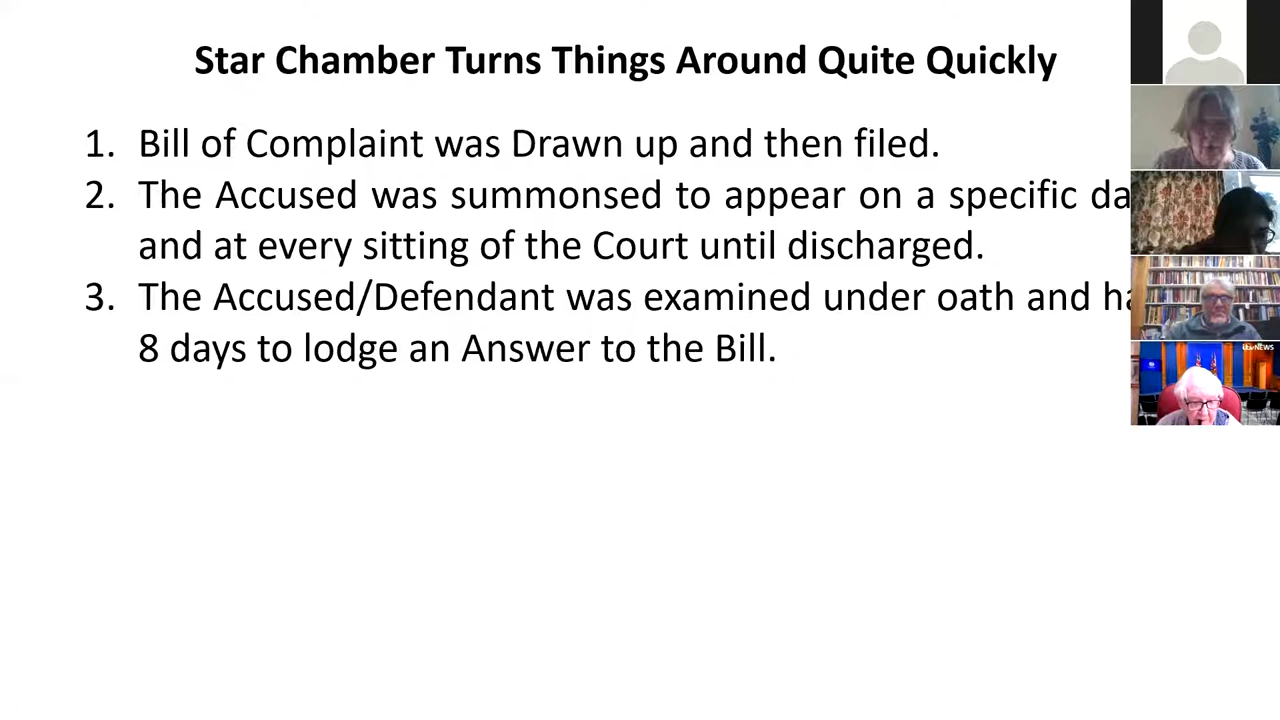 Star Chamber Turns Things Around Quite Quickly
1. Bill of Complaint was Drawn up and then filed.
2. The Accused was summonsed to appear on a specific
and at every sitting of the Court until discharged.
3. The Accused/Defendant was examined under oath and
8 days to lodge an Answer to the Bill.
itv NEWS